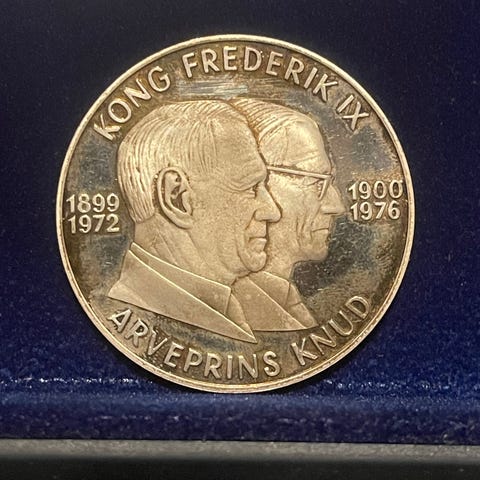 KONG FREDERIK IX
1899
1972
1900
1976
ARVEPRINS KNUD